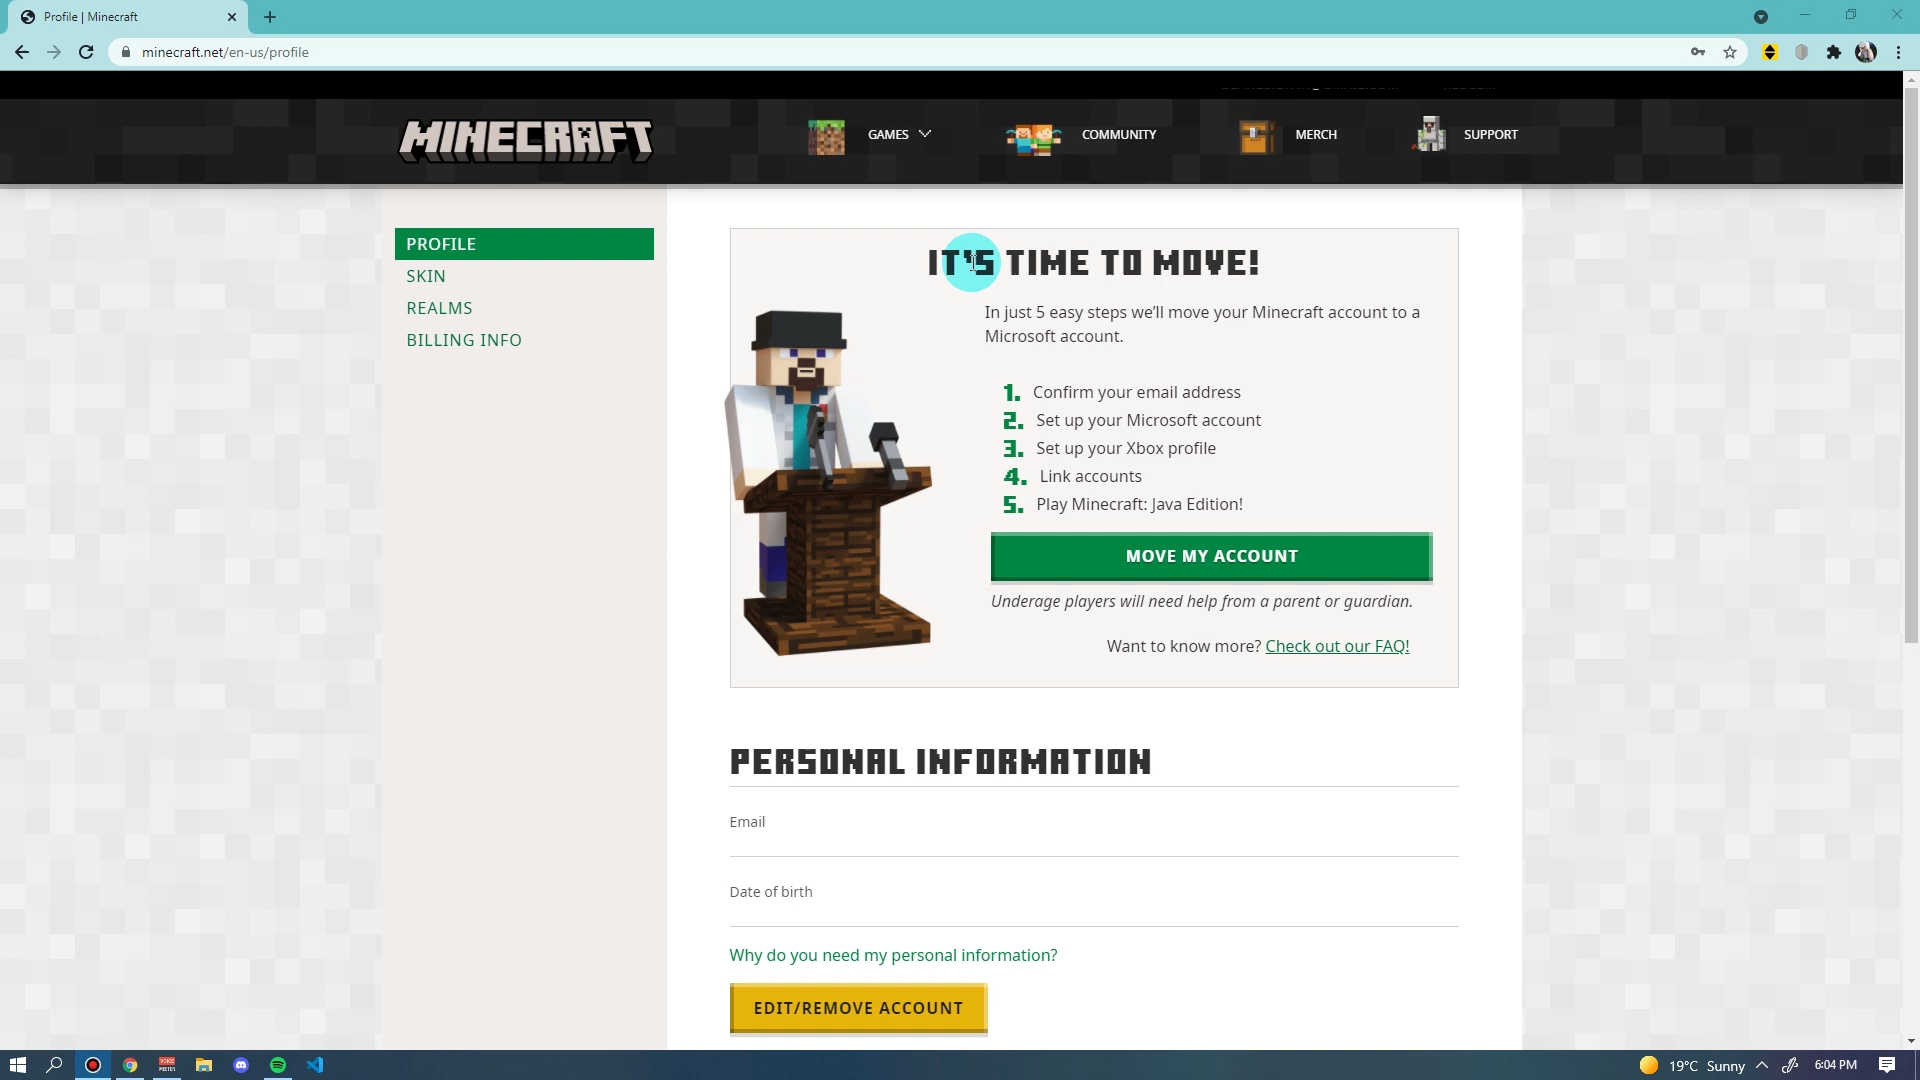 Profile | Minecraft
minecraft.net/en-us/profile
MINECRAFT
GAMES
COMMUNITY
MERCH
SUPPORT
PROFILE
SKIN
REALMS
BILLING INFO
IT'S TIME TO MOVE!
In just 5 easy steps we'll move your Minecraft account to a
Microsoft account.
1. Confirm your email address
2. Set up your Microsoft account
3. Set up your Xbox profile
4. Link accounts
5. Play Minecraft: Java Edition!
MOVE MY ACCOUNT
Underage players will need help from a parent or guardian.
Want to know more? Check out our FAQ!
PERSONAL INFORMATION
Email
Date of birth
Why do you need my personal information?
EDIT/REMOVE ACCOUNT
19°C Sunny
6:04 PM